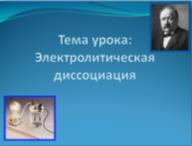 Тема урока:
Электролитическая
диссоциация